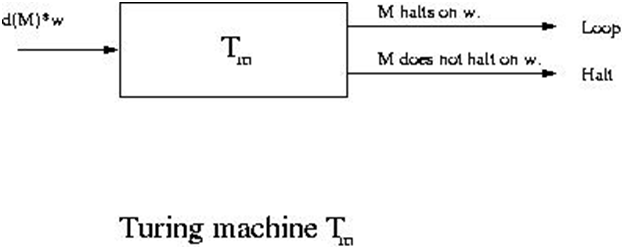 d(M)*w
M halts on w.
Loop
Tm
M does not halt on w.
Halt
Turing machine Tm